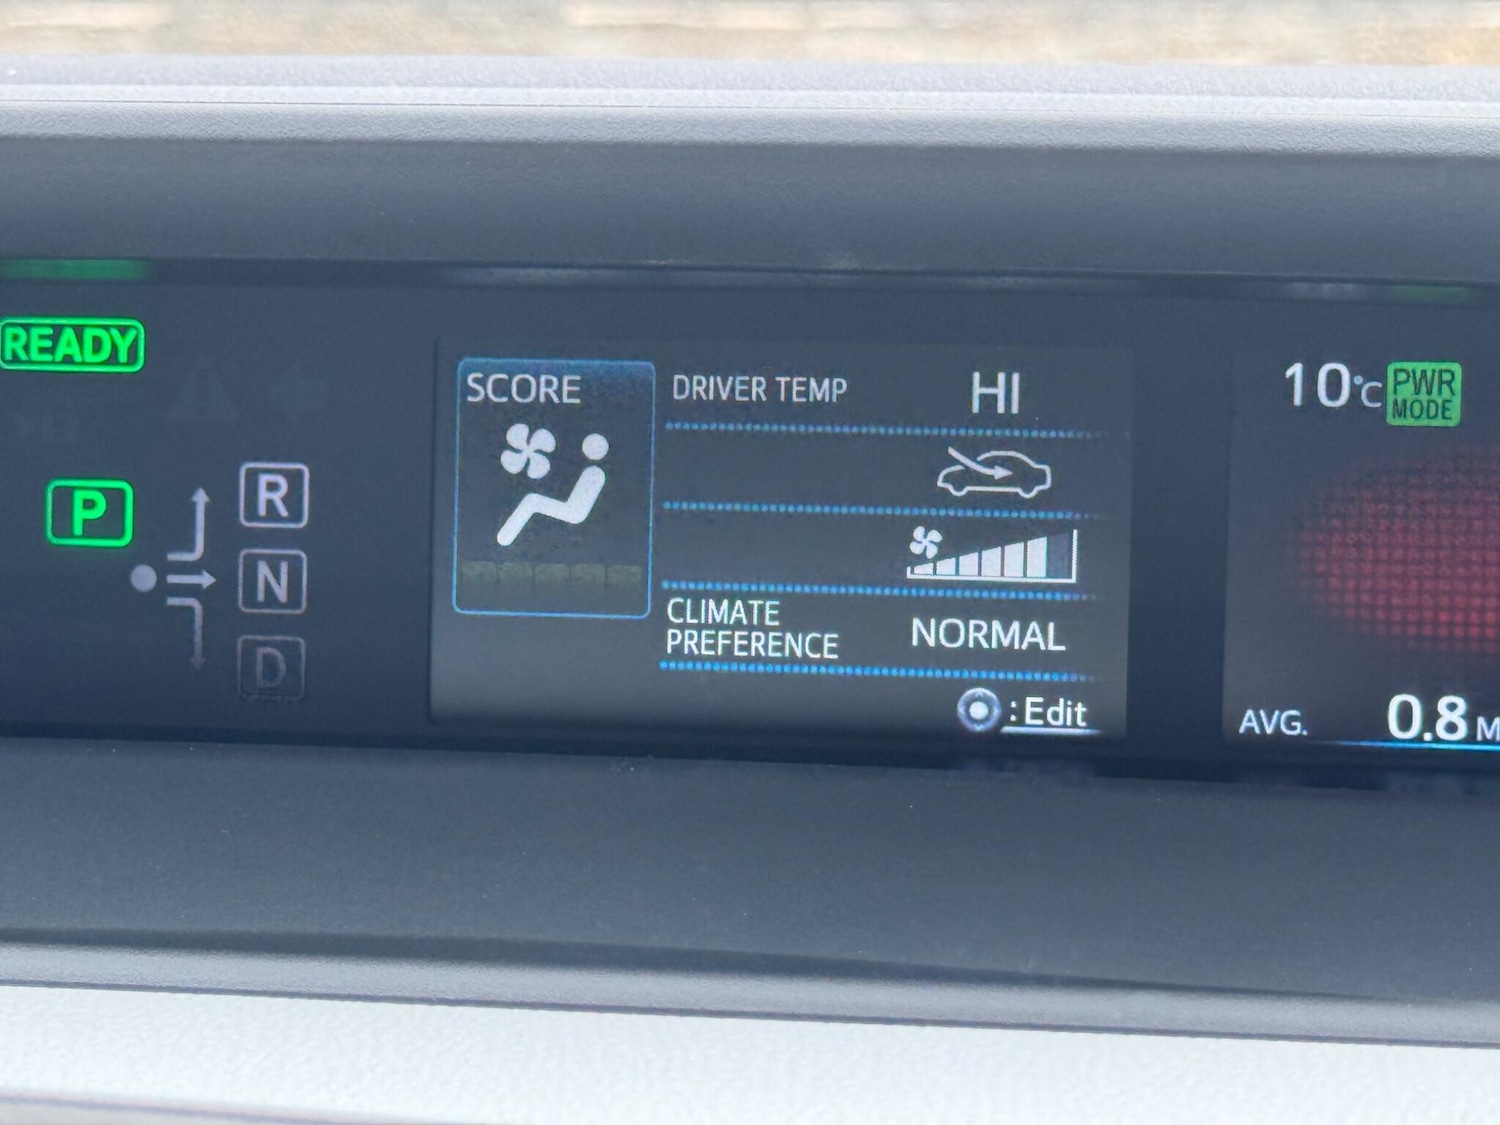 READY
P
R
N
D
SCORE
DRIVER TEMP HI
CLIMATE
PREFERENCE NORMAL
:Edit
10°C PWR
MODE
AVG. 0.8 M